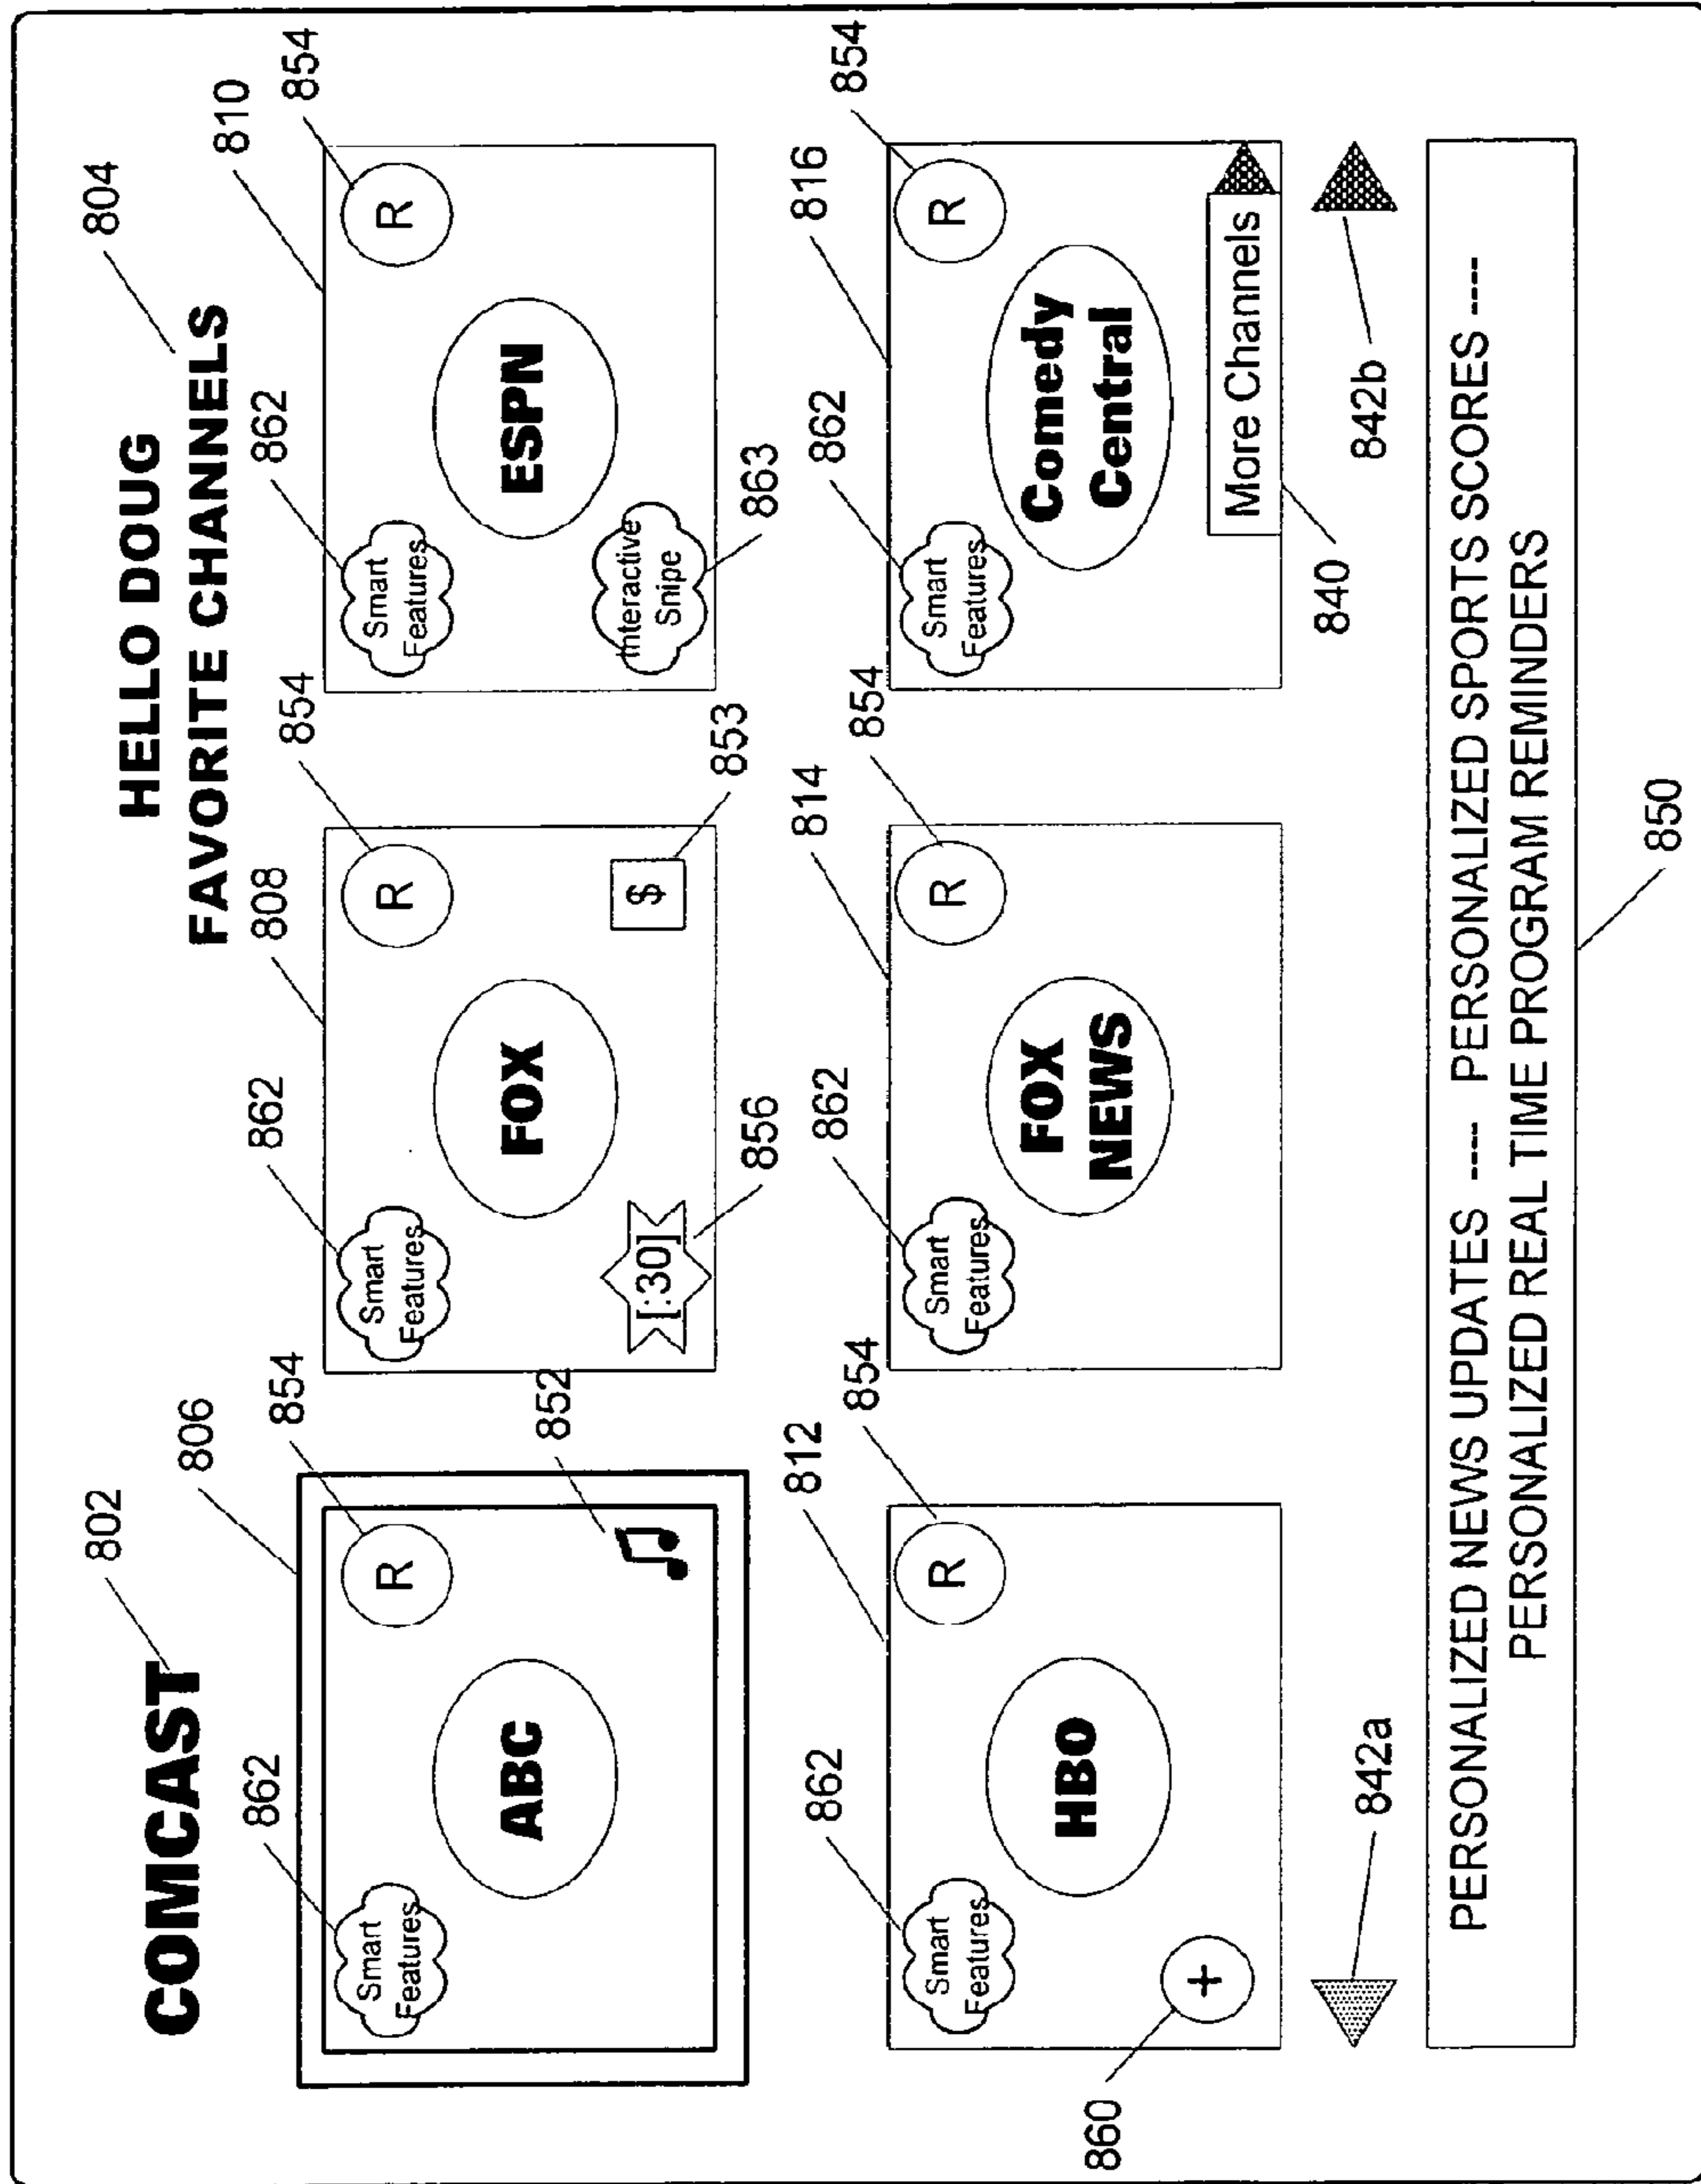 802
COMCAST
804
HELLO DOUG
FAVORITE CHANNELS
862
806
854
862
808
854
862
810
854
Smart
Features
R
ABC
852
Smart
Features
R
FOX
[:30]
$
856
853
Smart
Features
R
ESPN
Interactive
Snipe
863
862
812
854
862
814
854
862
816
854
Smart
Features
R
HBO
+
860
Smart
Features
R
FOX
NEWS
Smart
Features
R
Comedy
Central
More Channels
840
842a
842b
PERSONALIZED NEWS UPDATES ---- PERSONALIZED SPORTS SCORES ----
PERSONALIZED REAL TIME PROGRAM REMINDERS
850